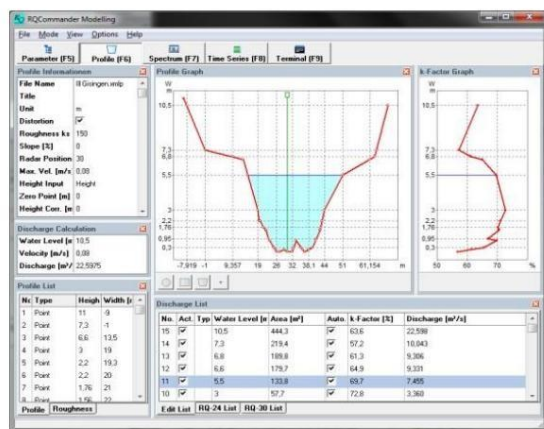 RQCommander Modelling
File Mode View Options Help
Parameter (F5) Profile (F6) Spectrum (F7) Time Series (F8) Terminal (F9)
Profile Informationen
File Name Ill Gisingen.xmlp
Title
Unit m
Distortion
Roughness ks 150
Slope [%] 0
Radar Position 30
Max. Vel. [m/s 0,08
Height Input Height
Zero Point [m] 0
Height Corr. [m 0
Discharge Calculation
Water Level [m 10,5
Velocity [m/s] 0,08
Discharge [m³/ 22,5975
Profile List
Type Heigh Width [
1 Point 11 -9
2 Point 7,3 -1
3 Point 6,6 13,5
4 Point 3 19
5 Point 2,2 19,3
6 Point 2,2 20
7 Point 1,76 21
8 Point 1,56 22
Profile Roughness
Profile Graph
W
m
10,5
7,3
6,8
5,5
3
2,2
1,76
0,95
0,3
-7,919 -1 9,357 19 26 32 38,1 44 51 61,154 m
k-Factor Graph
W
m
10,5
7,3
6,8
5,5
3
2,2
1,76
0,95
0,3
50 60 70 %
Discharge List
No. Act. Typ Water Level [m Area [m²] Auto. k-Factor [%] Discharge [m³/s]
15 10,5 444,3 63,6 22,598
14 7,3 219,4 57,2 10,043
13 6,8 189,8 61,3 9,306
12 6,6 179,7 64,9 9,331
11 5,5 133,8 69,7 7,455
10 3 57,7 72,8 3,360
Edit List RQ-24 List RQ-30 List